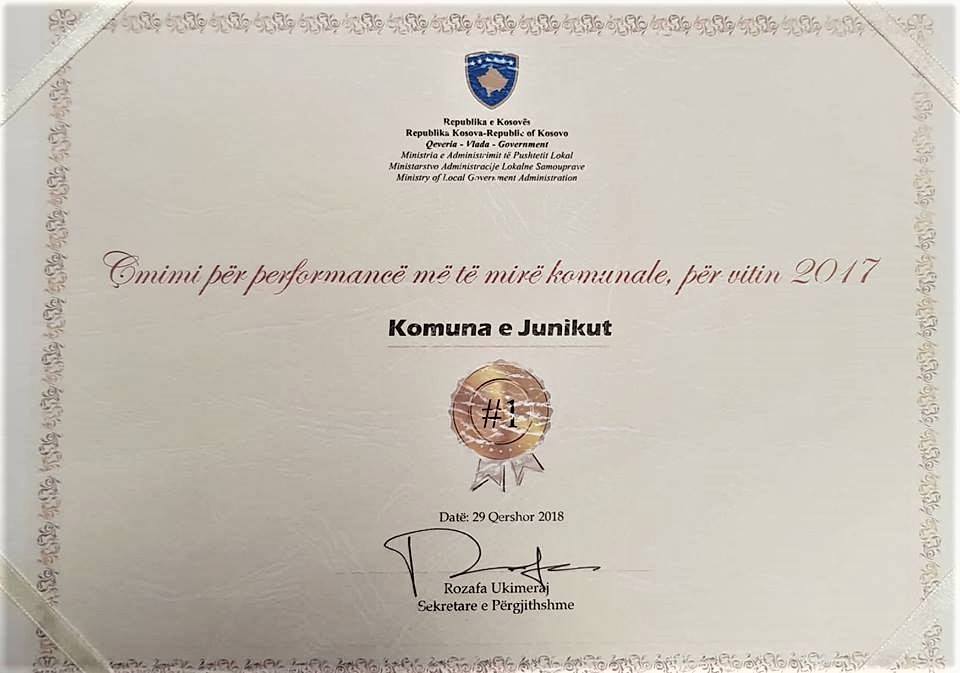 Republika e Kosovës
Republika Kosova-Republic of Kosovo
Qeveria - Vlada - Government
Ministria e Administrimit të Pushtetit Lokal
Ministarstvo Administracije Lokalne Samouprave
Ministry of Local Government Administration
Çmimi për performancë më të mirë komunale, për vitin 2017
Komuna e Junikut
#1
Datë: 29 Qershor 2018
Rozafa Ukimeraj
Sekretare e Përgjithshme